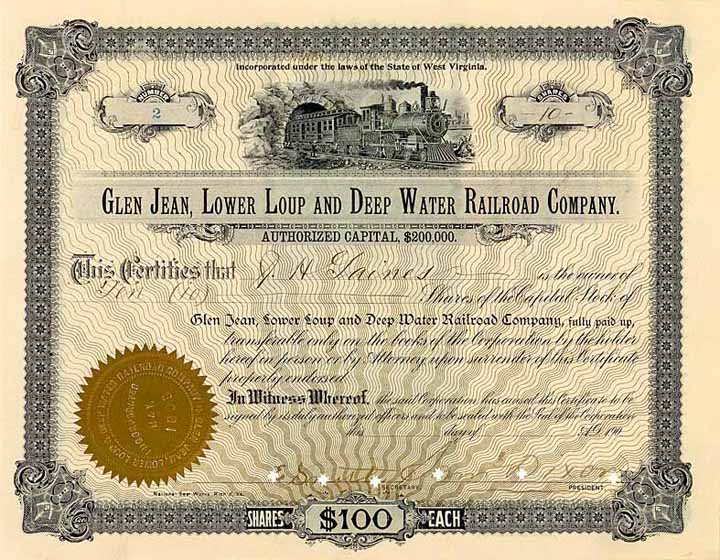 Incorporated under the laws of the State of West Virginia.
NUMBER
2
SHARES
-10-
GLEN JEAN, LOWER LOUP AND DEEP WATER RAILROAD COMPANY.
AUTHORIZED CAPITAL, $200,000.
This Certifies that J. H. Gaines is the owner of
Ten (10) Shares of the Capital Stock of
Glen Jean, Lower Loup and Deep Water Railroad Company, fully paid up,
transferable only on the books of the Corporation by the holder
hereof in person or by Attorney upon surrender of this Certificate
properly endorsed.
In Witness Whereof, the said Corporation has caused this Certificate to be
signed by its duly authorized officers and to be sealed with the Seal of the Corporation
this day of A.D. 190
SECRETARY
PRESIDENT
SHARES $100 EACH